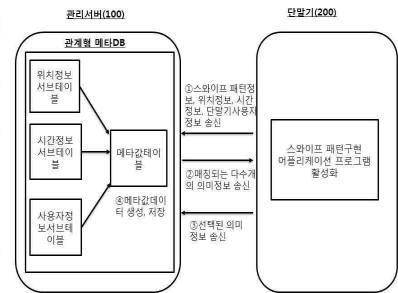 관리서버(100)
단말기(200)
관계형 메타DB
위치정보
서브테이
블
시간정보
서브테이
블
사용자정
보서브테
이블
메타값테이
블
④메타값데이
터 생성, 저장
①스와이프 패턴정
보, 위치정보, 시간
정보, 단말기사용자
정보 송신
②매칭되는 다수개
의 의미정보 송신
③선택된 의미
정보 송신
스와이프 패턴구현
어플리케이션 프로그램
활성화